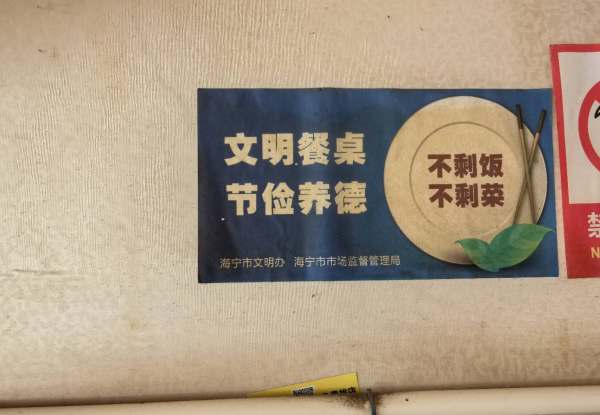 文明餐桌
节俭养德
不剩饭
不剩菜
海宁市文明办 海宁市市场监督管理局
禁
N